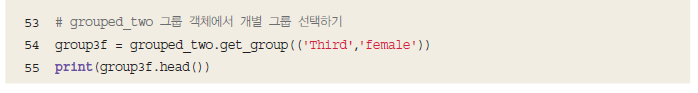 53 # grouped_two 그룹 객체에서 개별 그룹 선택하기
54 group3f = grouped_two.get_group(('Third','female'))
55 print(group3f.head())